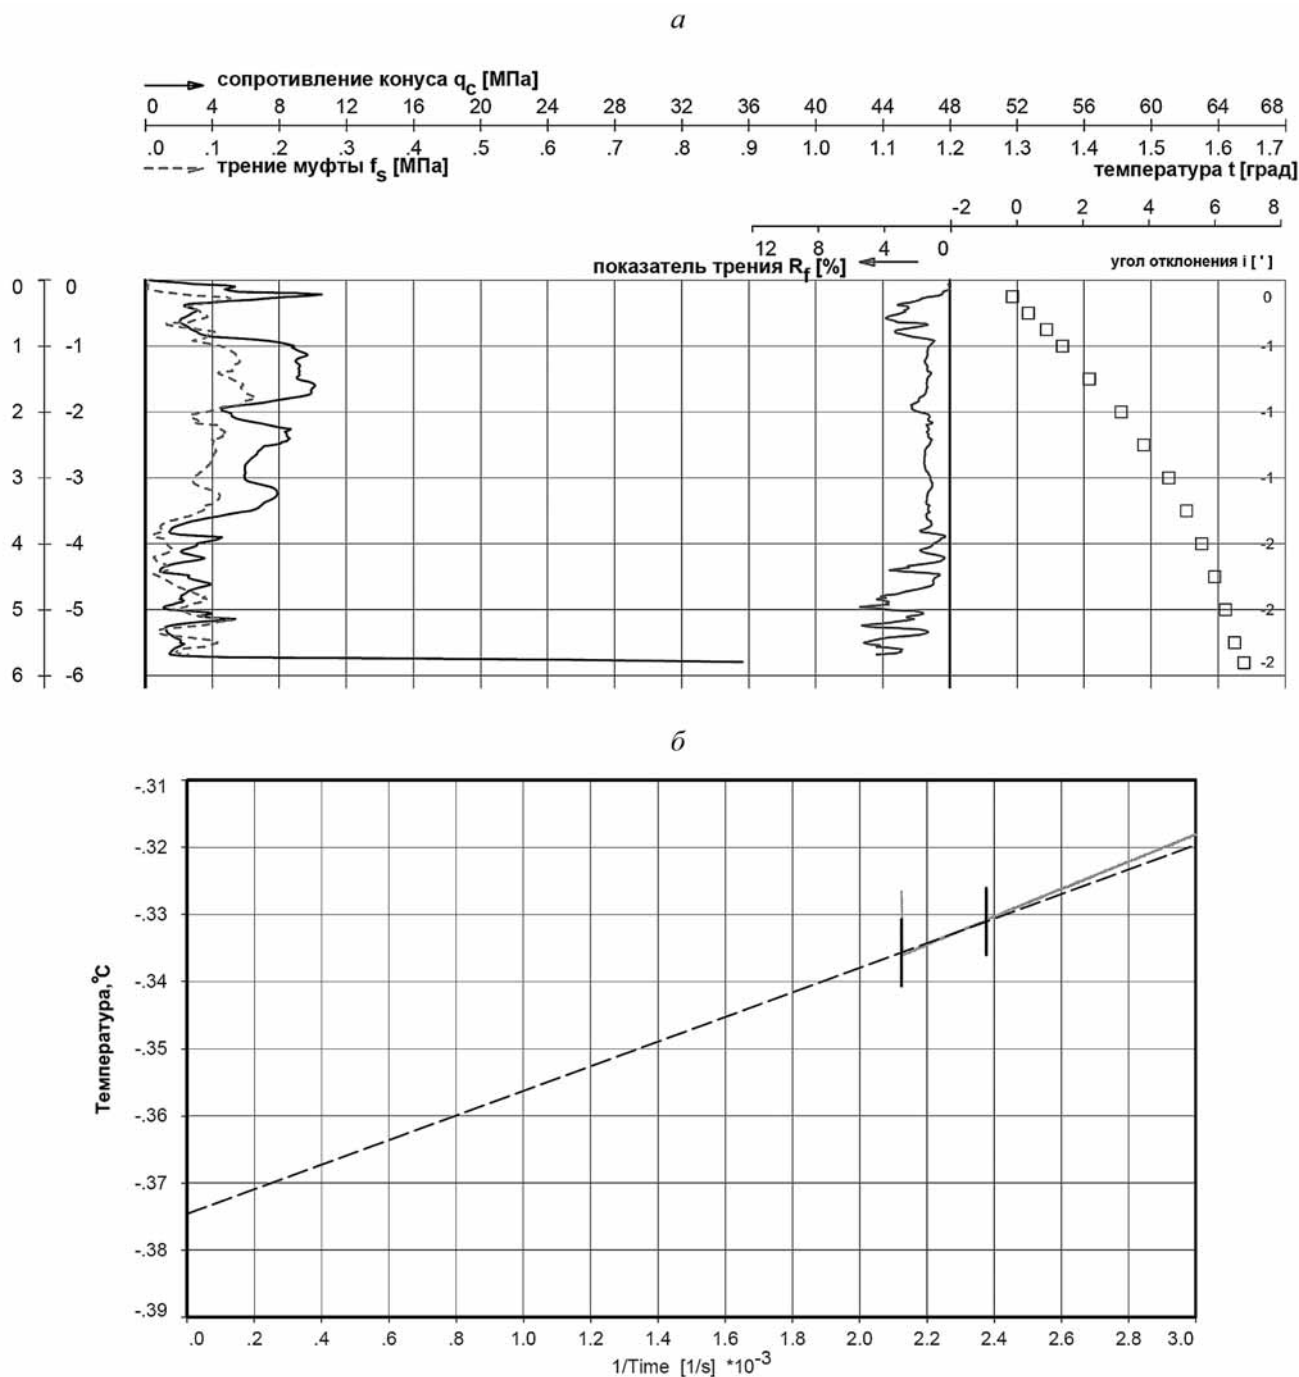 а
сопротивление конуса qc [МПа]
0 4 8 12 16 20 24 28 32 36 40 44 48 52 56 60 64 68
.0 .1 .2 .3 .4 .5 .6 .7 .8 .9 1.0 1.1 1.2 1.3 1.4 1.5 1.6 1.7
трение муфты fs [МПа] температура t [град]
-2 0 2 4 6 8
12 8 4 0
показатель трения Rf [%] угол отклонения i [ ' ]
0 0 0
1 -1 -1
2 -2 -1
3 -3 -1
4 -4 -2
5 -5 -2
6 -6 -2
б
-.31
-.32
-.33
-.34
-.35
-.36
-.37
-.38
-.39
Температура,°С
.0 .2 .4 .6 .8 1.0 1.2 1.4 1.6 1.8 2.0 2.2 2.4 2.6 2.8 3.0
1/Time [1/s] *10-3